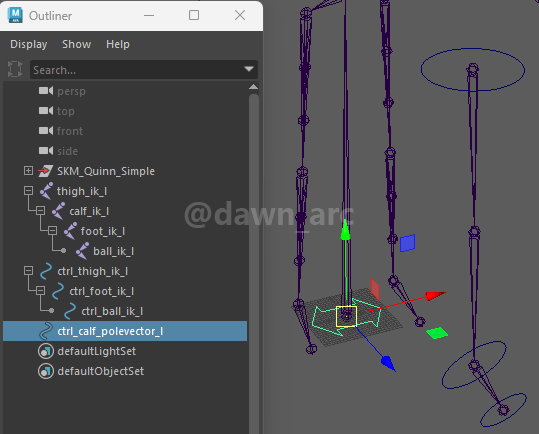 Outliner
Display Show Help
Search...
persp
top
front
side
SKM_Quinn_Simple
thigh_ik_l
calf_ik_l
foot_ik_l
ball_ik_l
ctrl_thigh_ik_l
ctrl_foot_ik_l
ctrl_ball_ik_l
ctrl_calf_polevector_l
defaultLightSet
defaultObjectSet
@dawn_arc